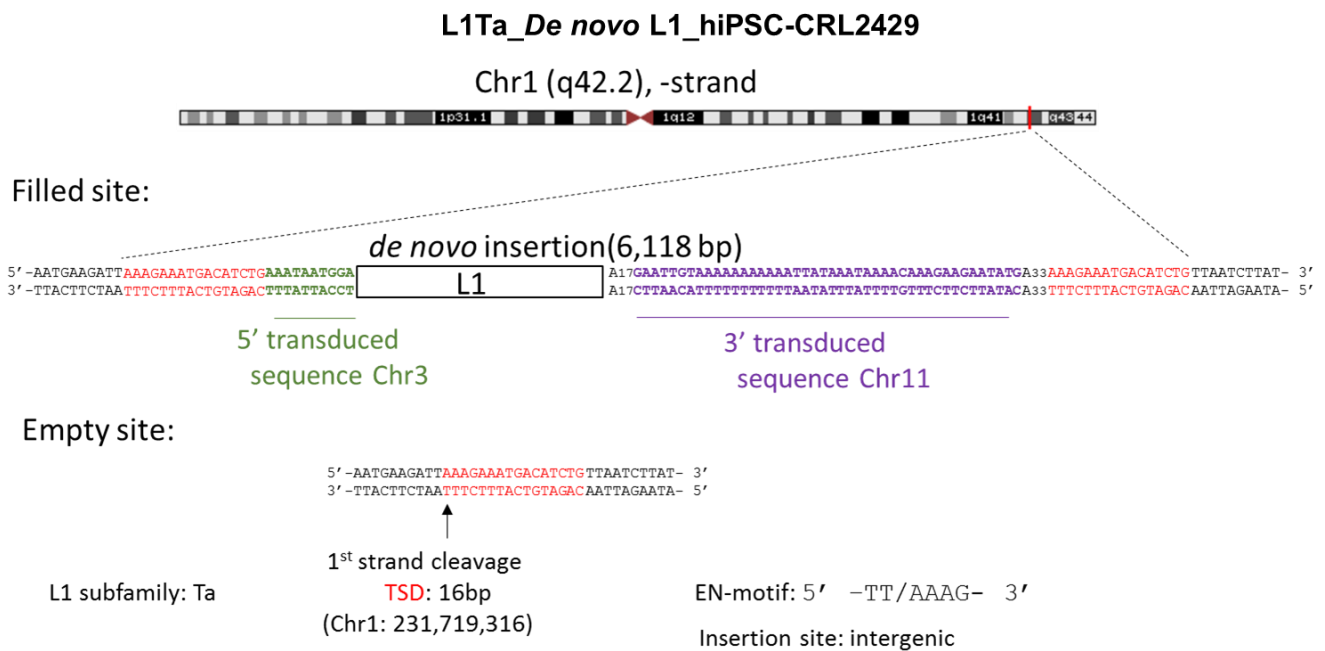 L1Ta_De novo L1_hiPSC-CRL2429
Chr1 (q42.2), -strand
1p31.1 1q12 1q41 q43 44
Filled site:
de novo insertion(6,118 bp)
5′-AATGAAGATTAAAGAAATGACATCTGAAATAATGGA L1 A17GAATTGTAAAAAAAAAAAATTATAAATAAAACAAAGAAGAATATGA33AAAGAAATGACATCTGTTAATCTTAT- 3′
3′-TTACTTCTAATTTCTTTACTGTAGACTTTATTACCT A17CTTAACATTTTTTTTTTTTAATATTTATTTTGTTTCTTCTTATACA33TTTCTTTACTGTAGACAATTAGAATA- 5′
5′ transduced
sequence Chr3
3′ transduced
sequence Chr11
Empty site:
5′-AATGAAGATTAAAGAAATGACATCTGTTAATCTTAT- 3′
3′-TTACTTCTAATTTCTTTACTGTAGACAATTAGAATA- 5′
1st strand cleavage
L1 subfamily: Ta
TSD: 16bp
(Chr1: 231,719,316)
EN-motif: 5′ -TT/AAAG- 3′
Insertion site: intergenic